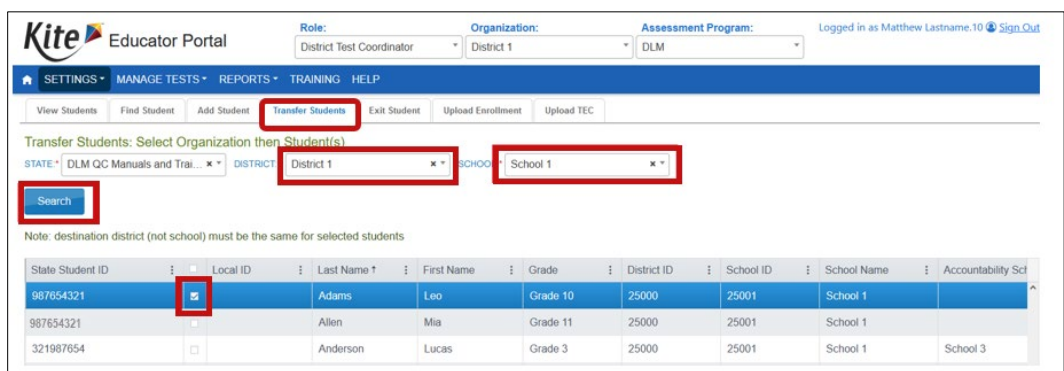 Role: Organization: Assessment Program: Logged in as Matthew Lastname.10 Sign Out
Kite Educator Portal District Test Coordinator District 1 DLM
SETTINGS MANAGE TESTS REPORTS TRAINING HELP
View Students Find Student Add Student Transfer Students Exit Student Upload Enrollment Upload TEC
Transfer Students: Select Organization then Student(s)
STATE:* DLM QC Manuals and Trai... DISTRICT: District 1 SCHOOL:* School 1
Search
Note: destination district (not school) must be the same for selected students
State Student ID Local ID Last Name ↑ First Name Grade District ID School ID School Name Accountability Sch
987654321 Adams Leo Grade 10 25000 25001 School 1
987654321 Allen Mia Grade 11 25000 25001 School 1
321987654 Anderson Lucas Grade 3 25000 25001 School 1 School 3